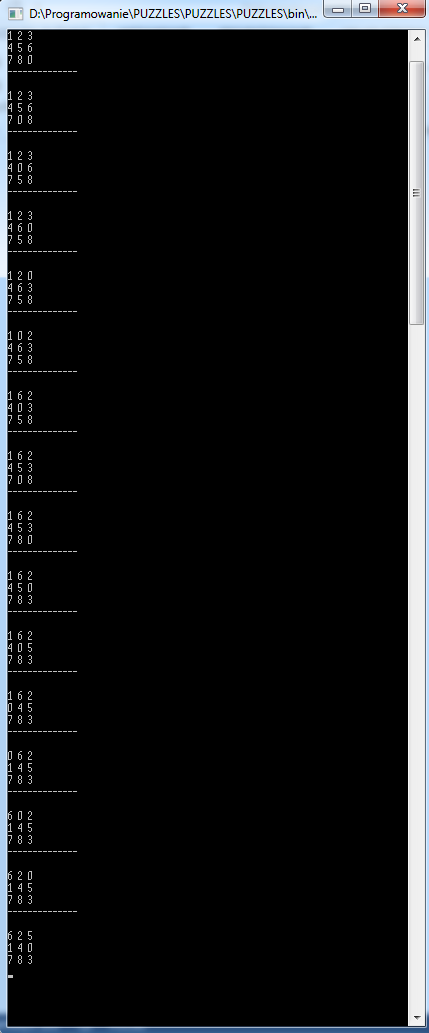 D:\Programowanie\PUZZLES\PUZZLES\PUZZLES\bin\...
1 2 3
4 5 6
7 8 0
--------------
1 2 3
4 5 6
7 0 8
--------------
1 2 3
4 0 6
7 5 8
--------------
1 2 3
4 6 0
7 5 8
--------------
1 2 0
4 6 3
7 5 8
--------------
1 0 2
4 6 3
7 5 8
--------------
1 6 2
4 0 3
7 5 8
--------------
1 6 2
4 5 3
7 0 8
--------------
1 6 2
4 5 3
7 8 0
--------------
1 6 2
4 5 0
7 8 3
--------------
1 6 2
4 0 5
7 8 3
--------------
1 6 2
0 4 5
7 8 3
--------------
0 6 2
1 4 5
7 8 3
--------------
6 0 2
1 4 5
7 8 3
--------------
6 2 0
1 4 5
7 8 3
--------------
6 2 5
1 4 0
7 8 3